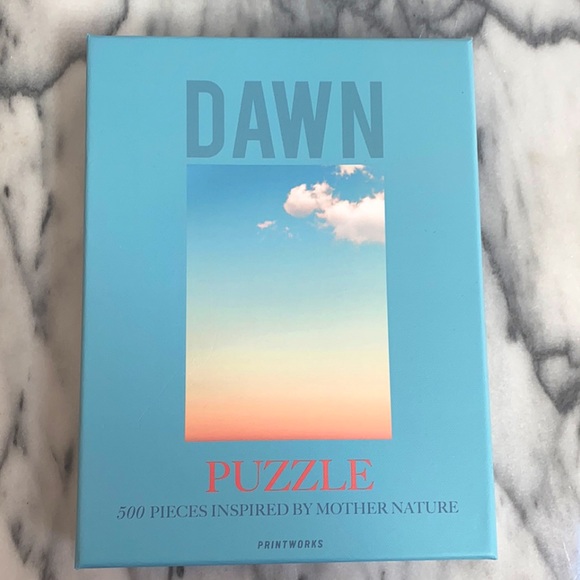 DAWN
PUZZLE
500 PIECES INSPIRED BY MOTHER NATURE
PRINTWORKS